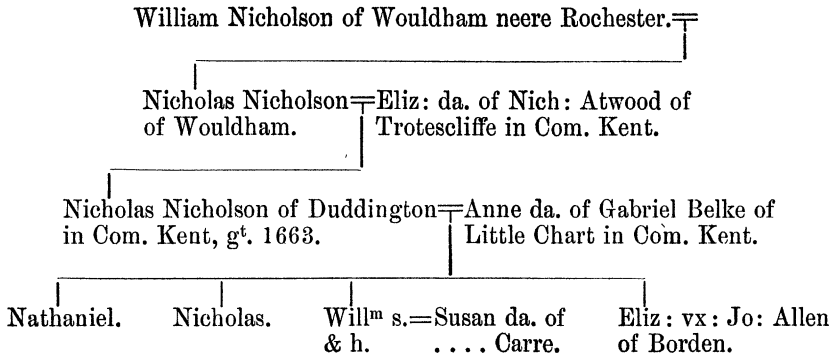 William Nicholson of Wouldham neere Rochester.
Nicholas Nicholson=Eliz: da. of Nich: Atwood of
of Wouldham. Trotescliffe in Com. Kent.
Nicholas Nicholson of Duddington=Anne da. of Gabriel Belke of
in Com. Kent, gᵗ. 1663. Little Chart in Com. Kent.
Nathaniel. Nicholas. Willᵐ s.=Susan da. of Eliz: vx: Jo: Allen
& h. .... Carre. of Borden.